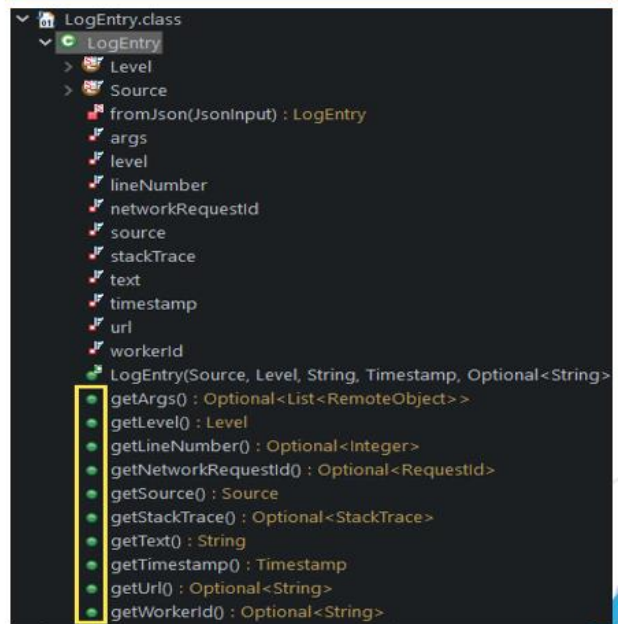 LogEntry.class
LogEntry
Level
Source
fromJson(JsonInput) : LogEntry
args
level
lineNumber
networkRequestId
source
stackTrace
text
timestamp
url
workerId
LogEntry(Source, Level, String, Timestamp, Optional<String>
getArgs() : Optional<List<RemoteObject>>
getLevel() : Level
getLineNumber() : Optional<Integer>
getNetworkRequestId() : Optional<RequestId>
getSource() : Source
getStackTrace() : Optional<StackTrace>
getText() : String
getTimestamp() : Timestamp
getUrl() : Optional<String>
getWorkerId() : Optional<String>